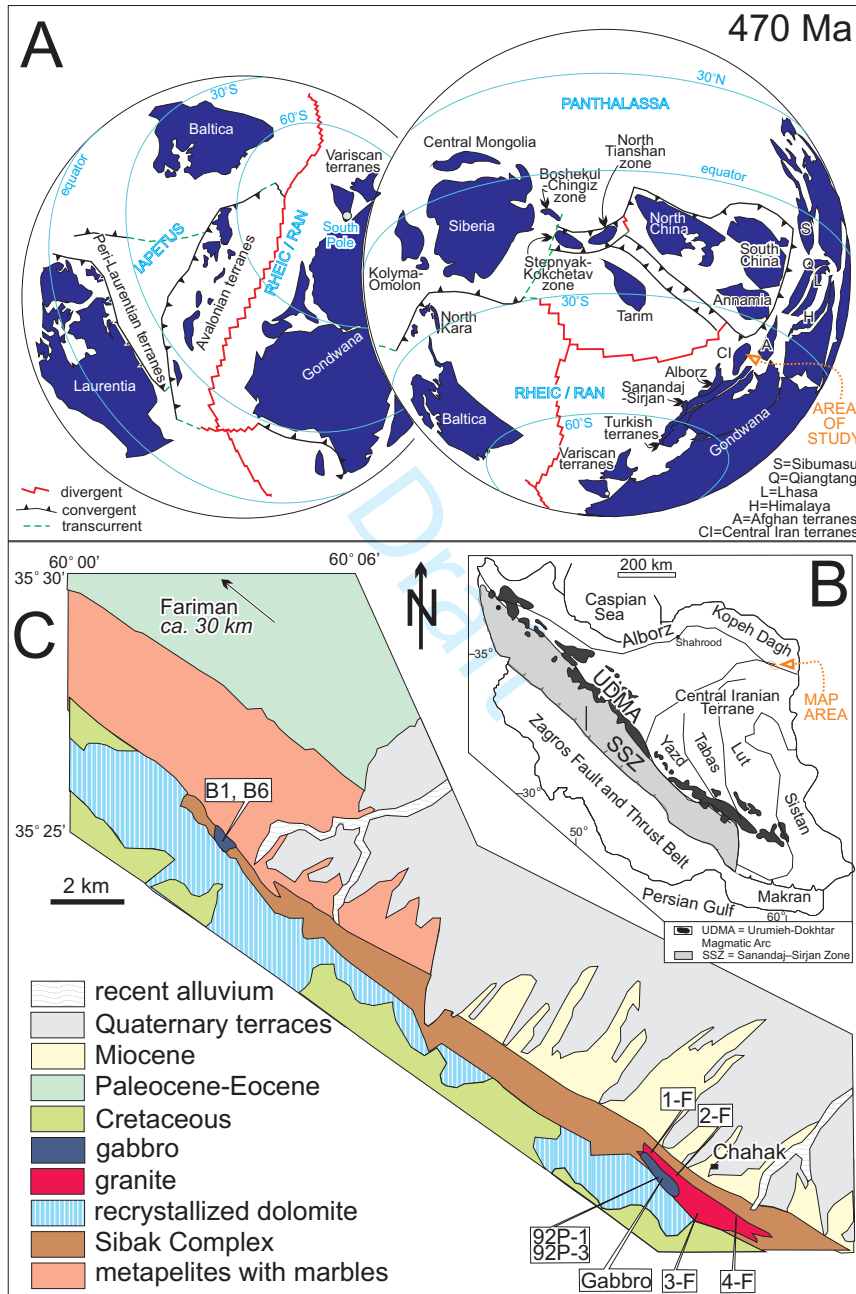 A
470 Ma
30°S
60°S
Baltica
equator
Variscan
terranes
South
Pole
IAPETUS
RHEIC / RAN
Peri-Laurentian terranes
Avalonian terranes
Laurentia
Gondwana
divergent
convergent
transcurrent
30°N
PANTHALASSA
Central Mongolia
North
Tianshan
zone
Boshekul
-Chingiz
zone
equator
Siberia
North
China
South
China
S
Q
L
Kolyma-
Omolon
Stepnyak-
Kokchetav
zone
30°S
Tarim
Annamia
H
A
CI
North
Kara
RHEIC / RAN
Alborz
Sanandaj
-Sirjan
Baltica
60°S
Turkish
terranes
Variscan
terranes
Gondwana
AREA
OF
STUDY
S=Sibumasu
Q=Qiangtang
L=Lhasa
H=Himalaya
A=Afghan terranes
CI=Central Iran terranes
Draft
B
200 km
Caspian
Sea
Alborz
Shahrood
Kopeh Dagh
35°
UDMA
Central Iranian
Terrane
MAP
AREA
SSZ
Yazd
Tabas
Lut
Sistan
Zagros Fault and Thrust Belt
30°
50°
Makran
Persian Gulf
60°
UDMA = Urumieh-Dokhtar
Magmatic Arc
SSZ = Sanandaj–Sirjan Zone
C
60° 00'
60° 06'
35° 30'
Fariman
ca. 30 km
N
B1, B6
35° 25'
2 km
1-F
2-F
Chahak
92P-1
92P-3
Gabbro
3-F
4-F
recent alluvium
Quaternary terraces
Miocene
Paleocene-Eocene
Cretaceous
gabbro
granite
recrystallized dolomite
Sibak Complex
metapelites with marbles